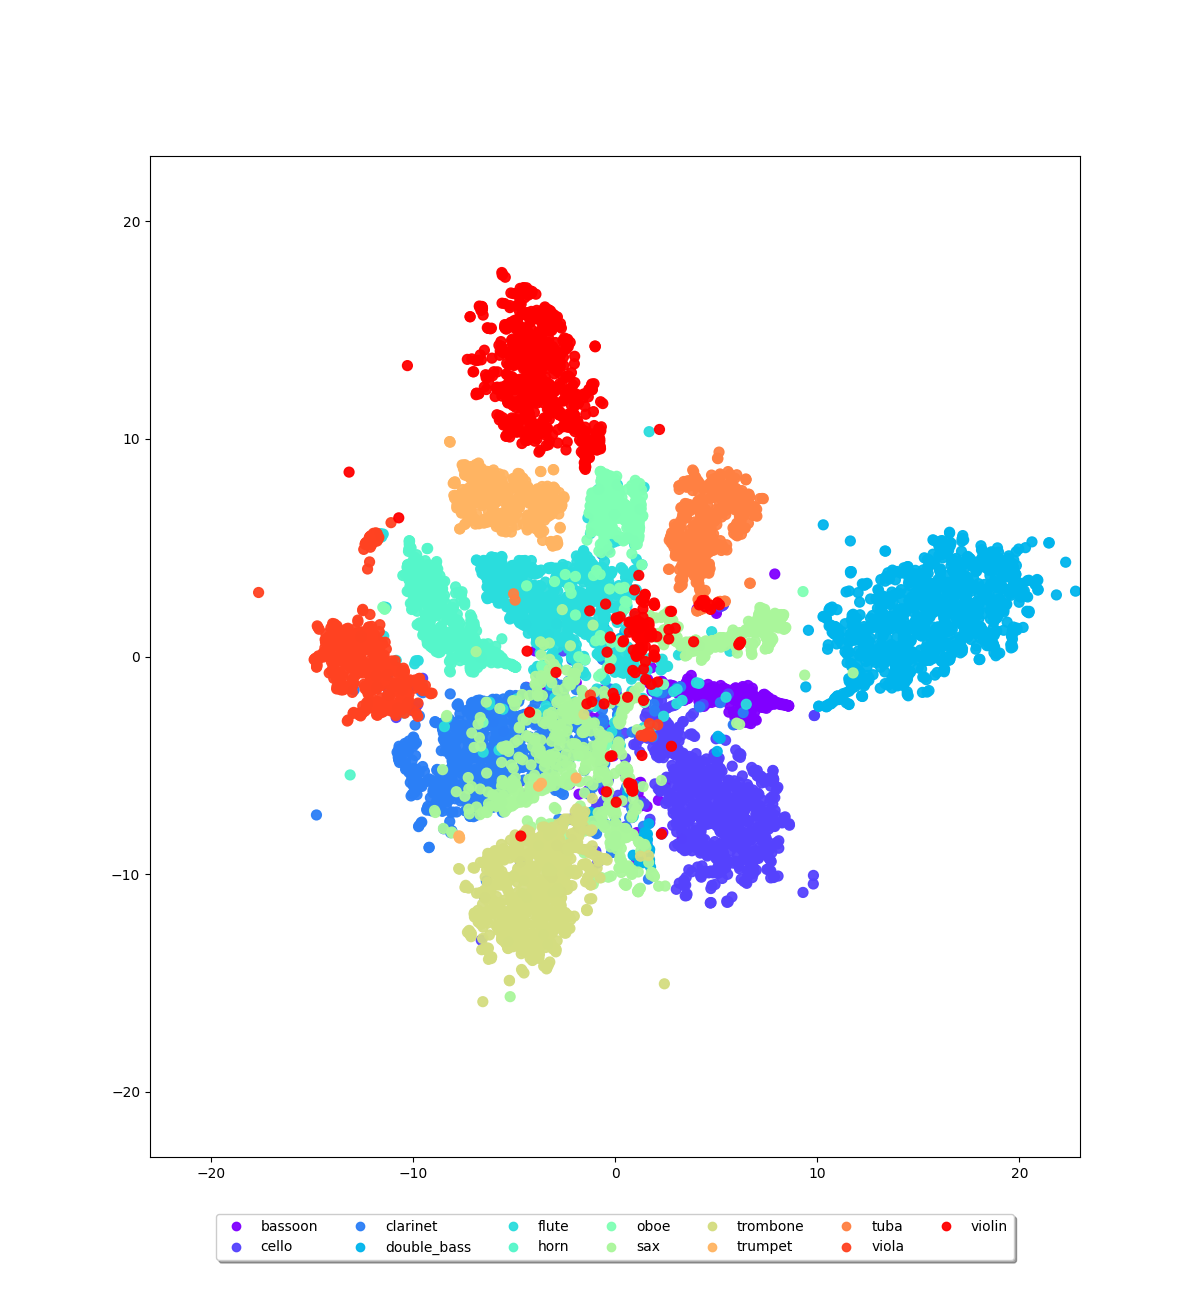 20
10
0
−10
−20
−20 −10 0 10 20
bassoon clarinet flute oboe trombone tuba violin
cello double_bass horn sax trumpet viola